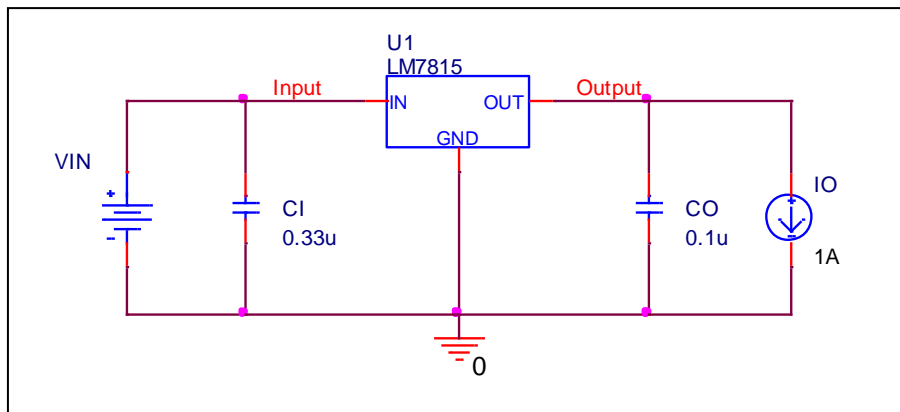 U1
LM7815
Input
Output
IN
OUT
GND
VIN
+
-
CI
0.33u
CO
0.1u
IO
+
-
1A
0